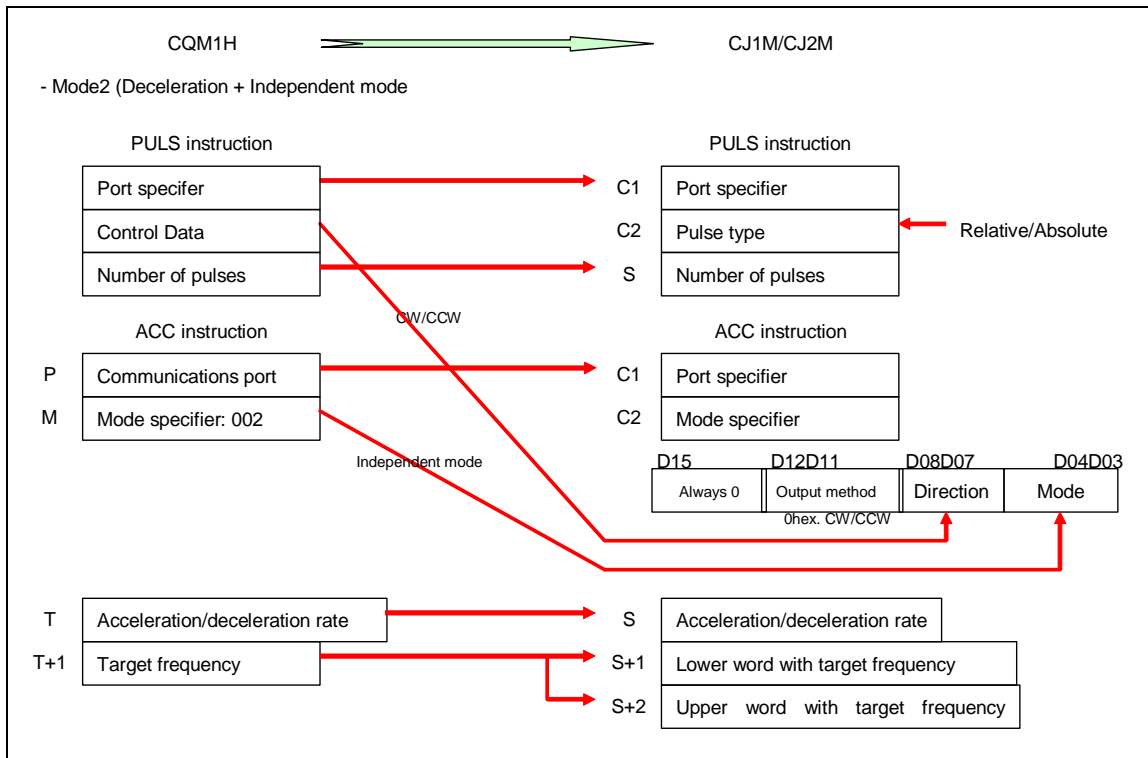 CQM1H CJ1M/CJ2M
- Mode2 (Deceleration + Independent mode
PULS instruction PULS instruction
Port specifer C1 Port specifier
Control Data C2 Pulse type Relative/Absolute
Number of pulses S Number of pulses
CW/CCW
ACC instruction ACC instruction
P Communications port C1 Port specifier
M Mode specifier: 002 C2 Mode specifier
Independent mode D15 D12D11 D08D07 D04D03
Always 0 Output method Direction Mode
0hex. CW/CCW
T Acceleration/deceleration rate S Acceleration/deceleration rate
T+1 Target frequency S+1 Lower word with target frequency
S+2 Upper word with target frequency